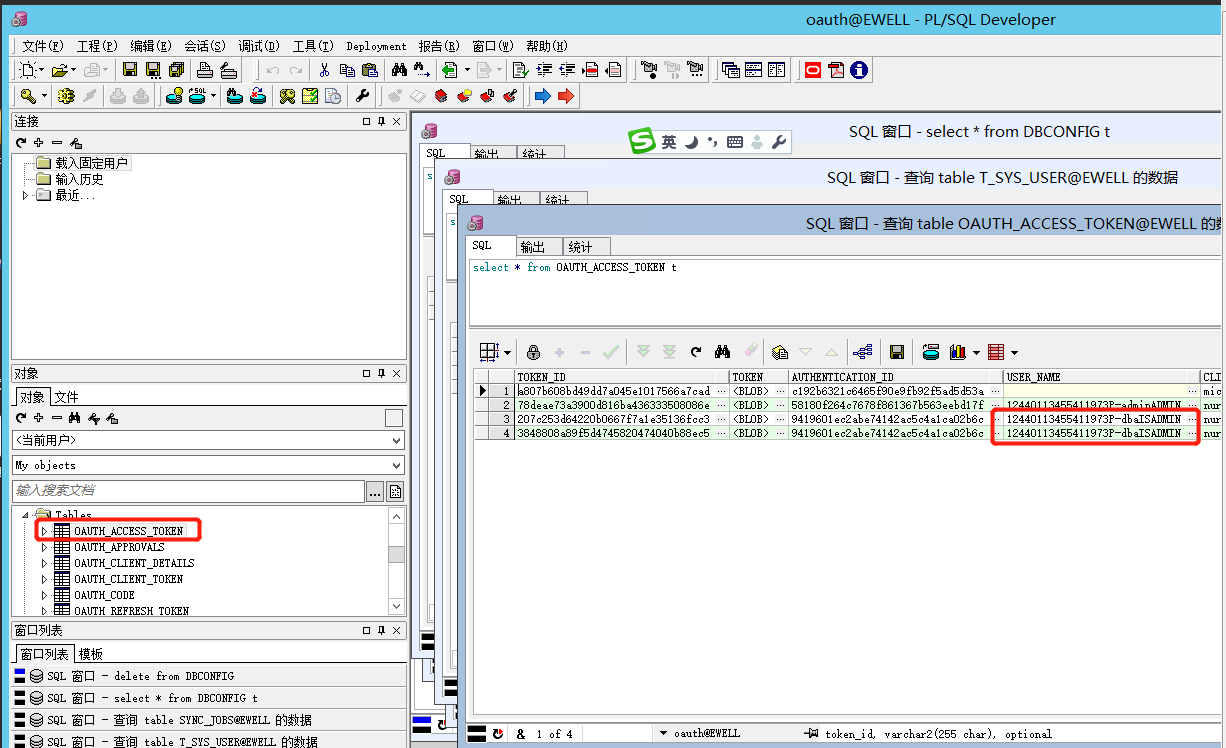 oauth@EWELL - PL/SQL Developer
文件(F) 工程(P) 编辑(E) 会话(S) 调试(D) 工具(T) Deployment 报告(R) 窗口(W) 帮助(H)
连接
载入固定用户
输入历史
最近...
对象
对象 文件
<当前用户>
My objects
输入搜索文档
Tables
OAUTH_ACCESS_TOKEN
OAUTH_APPROVALS
OAUTH_CLIENT_DETAILS
OAUTH_CLIENT_TOKEN
OAUTH_CODE
OAUTH_REFRESH_TOKEN
窗口列表
窗口列表 模板
SQL 窗口 - delete from DBCONFIG
SQL 窗口 - select * from DBCONFIG t
SQL 窗口 - 查询 table SYNC_JOBS@EWELL 的数据
SQL 窗口 - 查询 table T_SYS_USER@EWELL 的数据
英
SQL 窗口 - select * from DBCONFIG t
SQL 输出 统计
s
SQL 窗口 - 查询 table T_SYS_USER@EWELL 的数据
SQL 输出 统计
s
SQL 窗口 - 查询 table OAUTH_ACCESS_TOKEN@EWELL 的数
SQL 输出 统计
select * from OAUTH_ACCESS_TOKEN t
TOKEN_ID TOKEN AUTHENTICATION_ID USER_NAME CLI
1 a807b608bd49dd7a045e1017566a7cad ... <BLOB> ... c192b6321c6465f90e9fb92f5ad5d53a ... mic
2 78deae73a3900d816ba436333508086e ... <BLOB> ... 58180f264c7678f861367b563eebd17f ... 12440113455411973P-adminADMIN ... nur
3 207c253d64220b0667f7a1e35136fcc3 ... <BLOB> ... 9419601ec2abe74142ac5c4a1ca02b6c ... 12440113455411973P-dbaISADMIN ... nur
4 3848808a89f5d4745820474040b88ec5 ... <BLOB> ... 9419601ec2abe74142ac5c4a1ca02b6c ... 12440113455411973P-dbaISADMIN ... nur
& 1 of 4 oauth@EWELL token_id, varchar2(255 char), optional